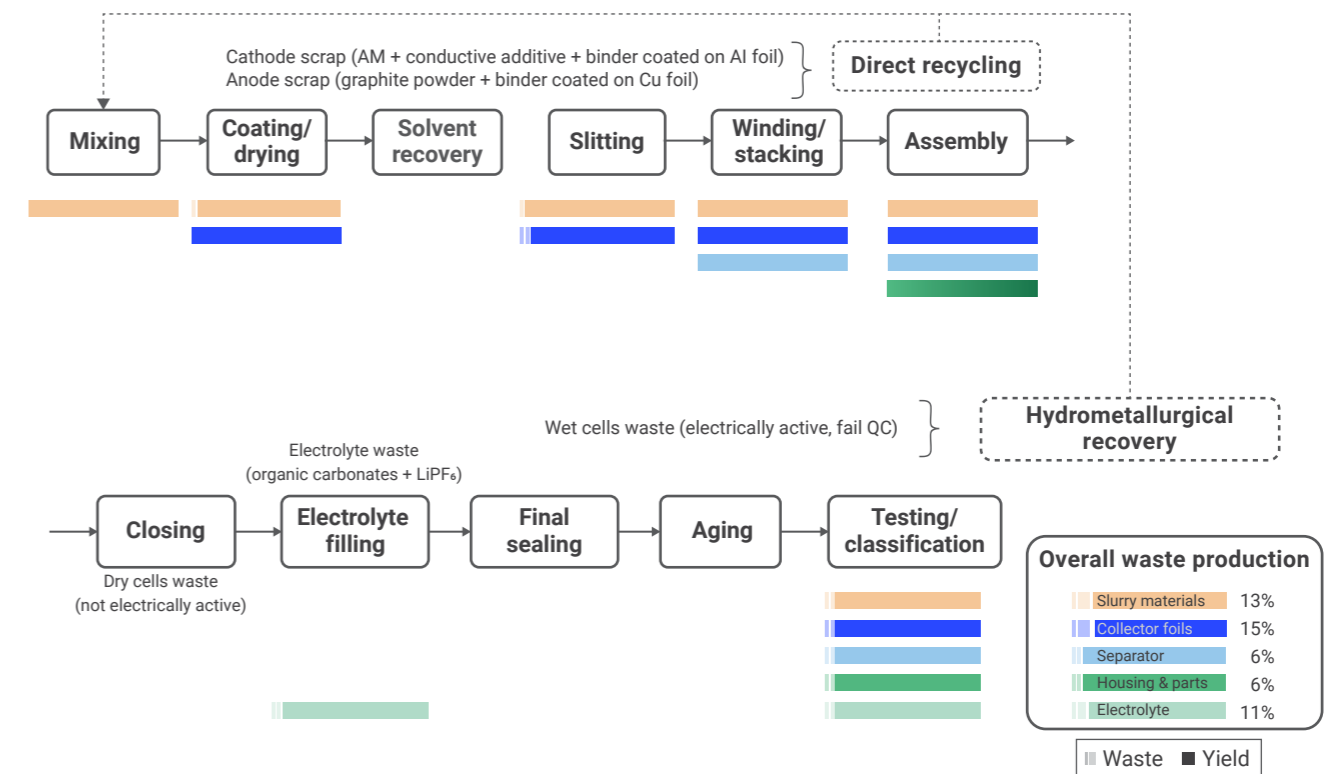 Cathode scrap (AM + conductive additive + binder coated on Al foil)
Anode scrap (graphite powder + binder coated on Cu foil)
Direct recycling
Mixing
Coating/
drying
Solvent
recovery
Slitting
Winding/
stacking
Assembly
Wet cells waste (electrically active, fail QC)
Hydrometallurgical
recovery
Electrolyte waste
(organic carbonates + LiPF₆)
Closing
Electrolyte
filling
Final
sealing
Aging
Testing/
classification
Dry cells waste
(not electrically active)
Overall waste production
Slurry materials 13%
Collector foils 15%
Separator 6%
Housing & parts 6%
Electrolyte 11%
Waste Yield